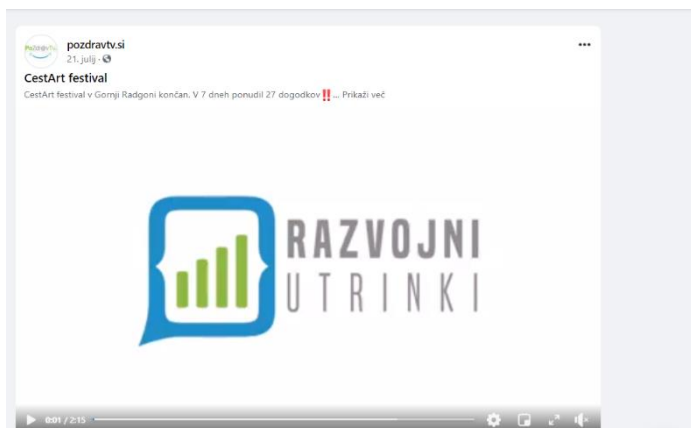 pozdravtv.si
21. julij ·
CestArt festival
CestArt festival v Gornji Radgoni končan. V 7 dneh ponudil 27 dogodkov‼️ ... Prikaži več
RAZVOJNI
UTRINKI
0:01 / 2:15